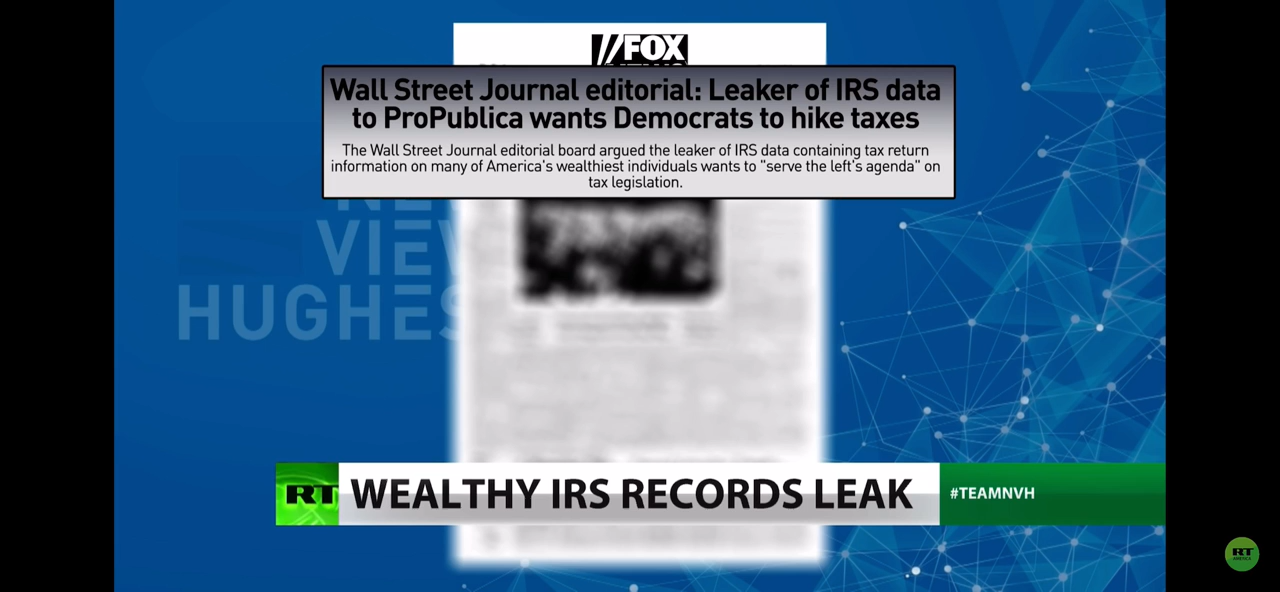 FOX
NEWS
Wall Street Journal editorial: Leaker of IRS data
to ProPublica wants Democrats to hike taxes
The Wall Street Journal editorial board argued the leaker of IRS data containing tax return
information on many of America's wealthiest individuals wants to "serve the left's agenda" on
tax legislation.
VIEW
HUGHES
RT WEALTHY IRS RECORDS LEAK #TEAMNVH
RT
AMERICA